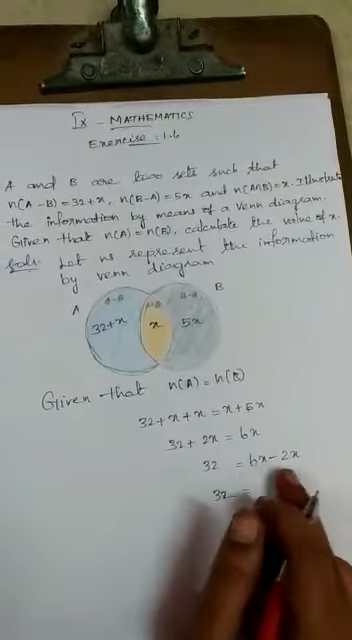 IX - MATHEMATICS
Exercise : 1.6
A and B are two sets such that
n(A - B) = 32 + x, n(B - A) = 5x and n(A∩B) = x. Illustrate
the information by means of a venn diagram.
Given that n(A) = n(B), calculate the value of x.
Soln: Let us represent the information
by venn diagram
A A-B A∩B B-A B
32+x x 5x
Given that n(A) = n(B)
32 + x + x = x + 5x
32 + 2x = 6x
32 = 6x - 2x
32 =